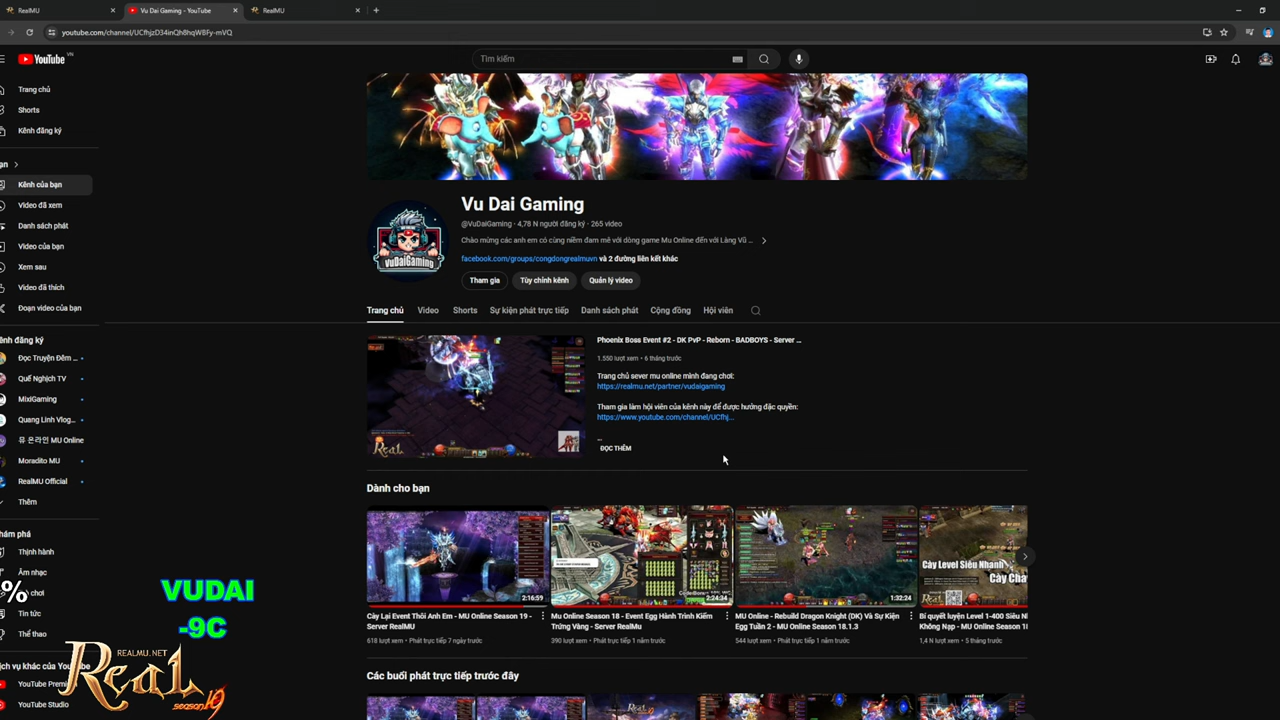 RealMU
Vu Dai Gaming - YouTube
RealMU
youtube.com/channel/UCfhjzD34inQh8hqW8Fy-mVQ
YouTube VN
Tìm kiếm
Trang chủ
Shorts
Kênh đăng ký
Kênh của bạn
Video đã xem
Danh sách phát
Video của bạn
Xem sau
Video đã thích
Đoạn video của bạn
Đọc Truyện Đêm ...
Quế Nghịch TV
MixiGaming
Quang Linh Vlog...
뮤 온라인 MU Online
Moradito MU
RealMU Official
Thêm
Thịnh hành
Âm nhạc
Tin tức
Thể thao
YouTube Premi
YouTube Studio
VUDAI
-9C
%
REALMU.NET
Real
season 19
VuDaiGaming
Vu Dai Gaming
@VuDaiGaming · 4,78 N người đăng ký · 265 video
Chào mừng các anh em có cùng niềm đam mê với dòng game Mu Online đến với Làng Vũ ...
facebook.com/groups/congdongrealmuvn và 2 đường liên kết khác
Tham gia
Tùy chỉnh kênh
Quản lý video
Trang chủ
Video
Shorts
Sự kiện phát trực tiếp
Danh sách phát
Cộng đồng
Hội viên
Real
Phoenix Boss Event #2 - DK PvP - Reborn - BADBOYS - Server ...
1.550 lượt xem · 6 tháng trước
Trang chủ sever mu online mình đang chơi:
https://realmu.net/partner/vudaigaming
Tham gia làm hội viên của kênh này để được hưởng đặc quyền:
https://www.youtube.com/channel/UCfhj...
...
ĐỌC THÊM
Dành cho bạn
2:16:59
Cày Lại Event Thôi Anh Em - MU Online Season 19 -
Server RealMU
618 lượt xem · Phát trực tiếp 7 ngày trước
2:24:34
Mu Online Season 18 - Event Egg Hành Trình Kiếm
Trứng Vàng - Server RealMu
390 lượt xem · Phát trực tiếp 1 năm trước
1:32:24
MU Online - Rebuild Dragon Knight (DK) Và Sự Kiện
Egg Tuần 2 - MU Online Season 18.1.3
544 lượt xem · Phát trực tiếp 1 năm trước
Cày Level Siêu Nhanh
Bí quyết luyện Level 1-400 Siêu Nh
Không Nạp - MU Online Season 18
1,4 N lượt xem · 5 tháng trước
Các buổi phát trực tiếp trước đây